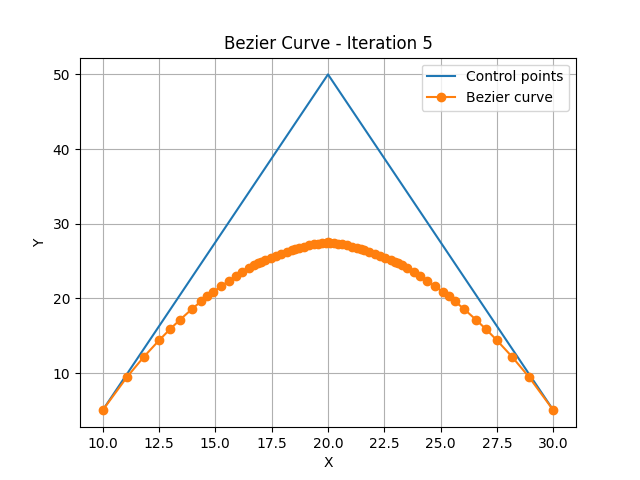 Bezier Curve - Iteration 5
Control points
Bezier curve
50
40
30
20
10
Y
10.0 12.5 15.0 17.5 20.0 22.5 25.0 27.5 30.0
X